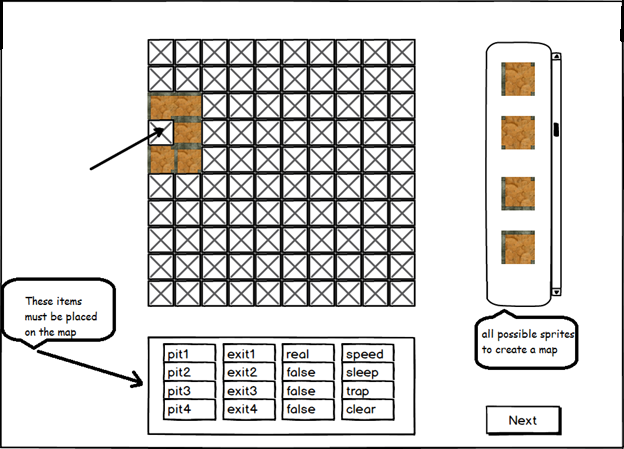 These items
must be placed
on the map
all possible sprites
to create a map
pit1 exit1 real speed
pit2 exit2 false sleep
pit3 exit3 false trap
pit4 exit4 false clear
Next